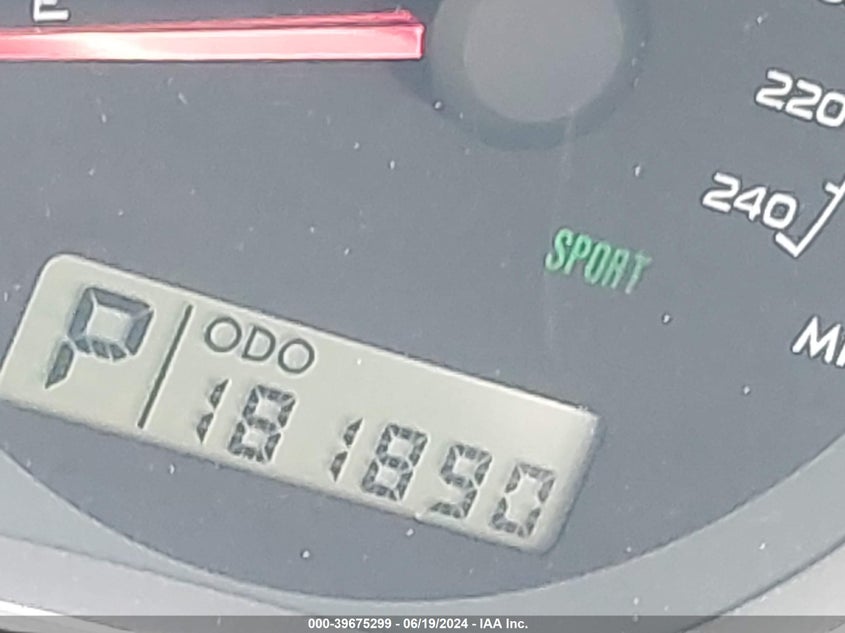 E
220
240
SPORT
P ODO
181890
000-39675299 - 06/19/2024 - IAA Inc.